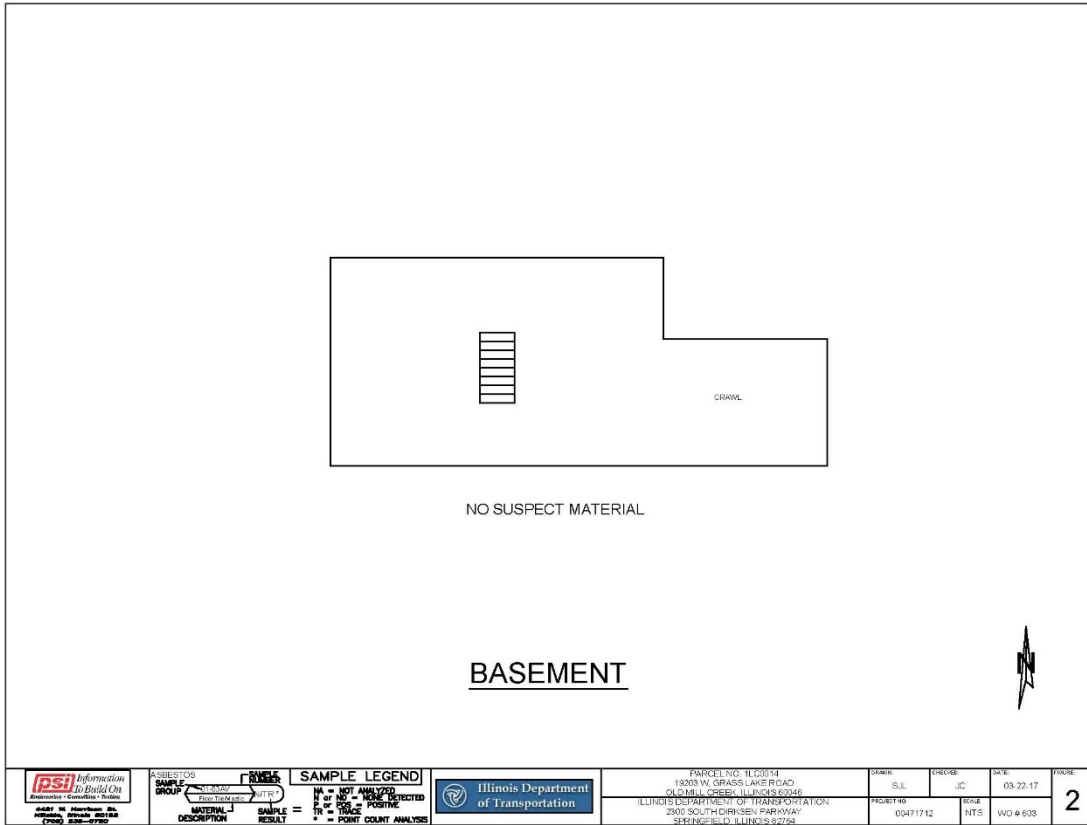 CRAWL
NO SUSPECT MATERIAL
BASEMENT
N
psi Information
To Build On
Engineering • Consulting • Testing
4421 W. Harrison St.
Hillside, Illinois 60162
(708) 236-0720
ASBESTOS
SAMPLE
GROUP
SAMPLE
NUMBER
Floor Tile/Mastic
N/TR*
MATERIAL
DESCRIPTION
SAMPLE
RESULT
SAMPLE LEGEND
NA = NOT ANALYZED
N or ND = NONE DETECTED
P or POS = POSITIVE
TR = TRACE
* = POINT COUNT ANALYSIS
Illinois Department
of Transportation
PARCEL NO. 1LC0014
19203 W. GRASS LAKE ROAD
OLD MILL CREEK, ILLINOIS 60046
ILLINOIS DEPARTMENT OF TRANSPORTATION
2300 SOUTH DIRKSEN PARKWAY
SPRINGFIELD, ILLINOIS 62764
DRAWN:
SJL
CHECKED:
JC
DATE:
03-22-17
PROJECT NO.
00471712
SCALE
NTS
WO # 603
FIGURE:
2